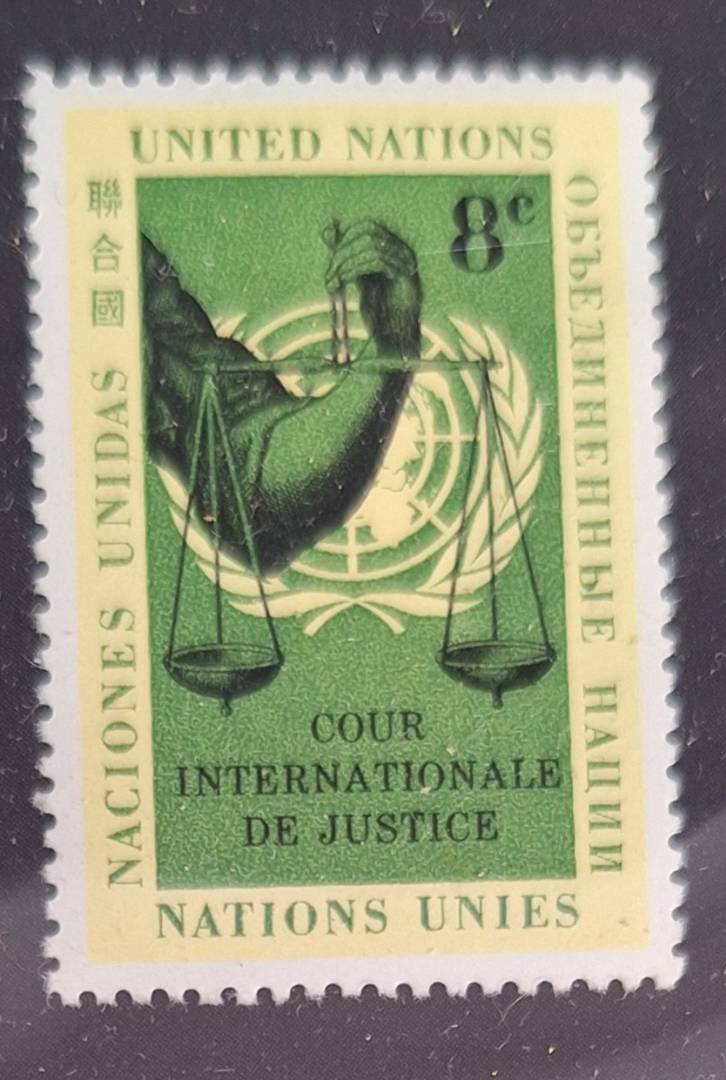 UNITED NATIONS
聯合國
NACIONES UNIDAS
8c
ОБЪЕДИНЕННЫЕ НАЦИИ
COUR
INTERNATIONALE
DE JUSTICE
NATIONS UNIES